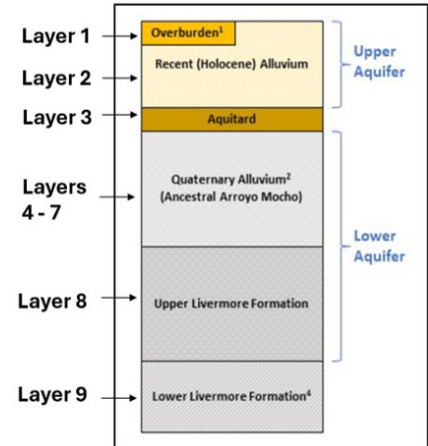 Layer 1
Overburden¹
Layer 2
Recent (Holocene) Alluvium
Upper
Aquifer
Layer 3
Aquitard
Layers
4 - 7
Quaternary Alluvium²
(Ancestral Arroyo Mocho)
Lower
Aquifer
Layer 8
Upper Livermore Formation
Layer 9
Lower Livermore Formation⁴